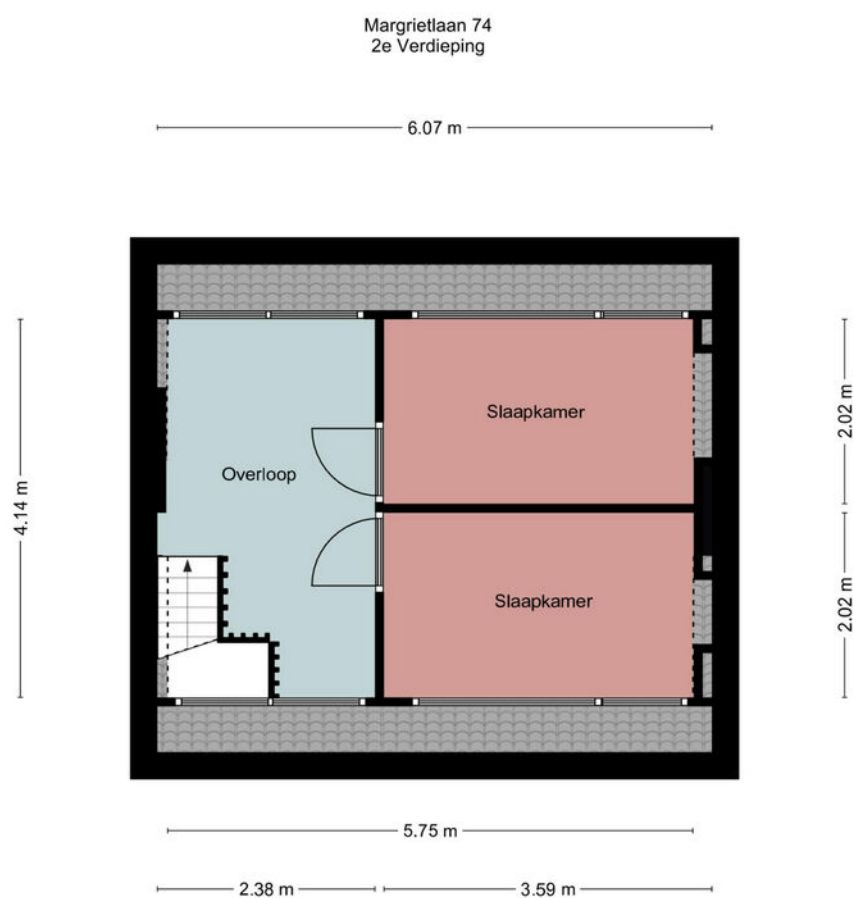 Margrietlaan 74
2e Verdieping
6.07 m
Slaapkamer
2.02 m
Overloop
4.14 m
Slaapkamer
2.02 m
5.75 m
2.38 m
3.59 m